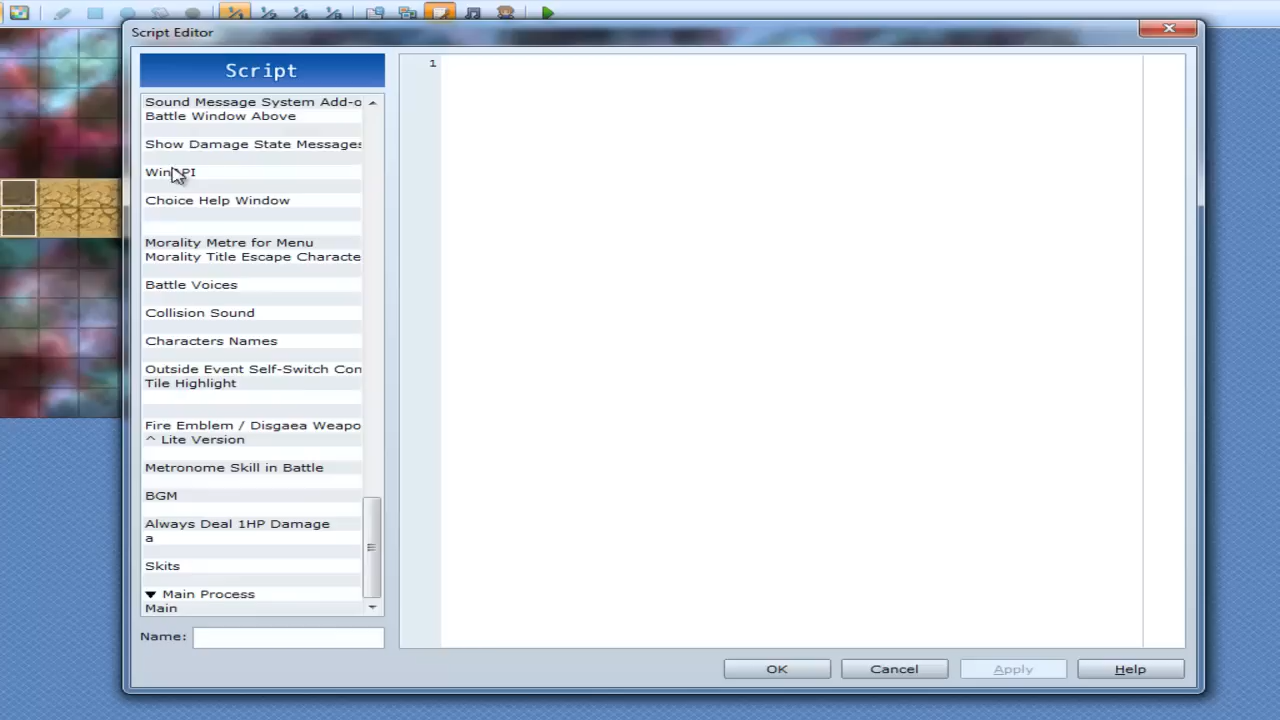 Script Editor
Script
1
Sound Message System Add-o
Battle Window Above
Show Damage State Messages
WinAPI
Choice Help Window
Morality Metre for Menu
Morality Title Escape Characte
Battle Voices
Collision Sound
Characters Names
Outside Event Self-Switch Con
Tile Highlight
Fire Emblem / Disgaea Weapo
^ Lite Version
Metronome Skill in Battle
BGM
Always Deal 1HP Damage
a
Skits
▼ Main Process
Main
Name:
OK
Cancel
Apply
Help